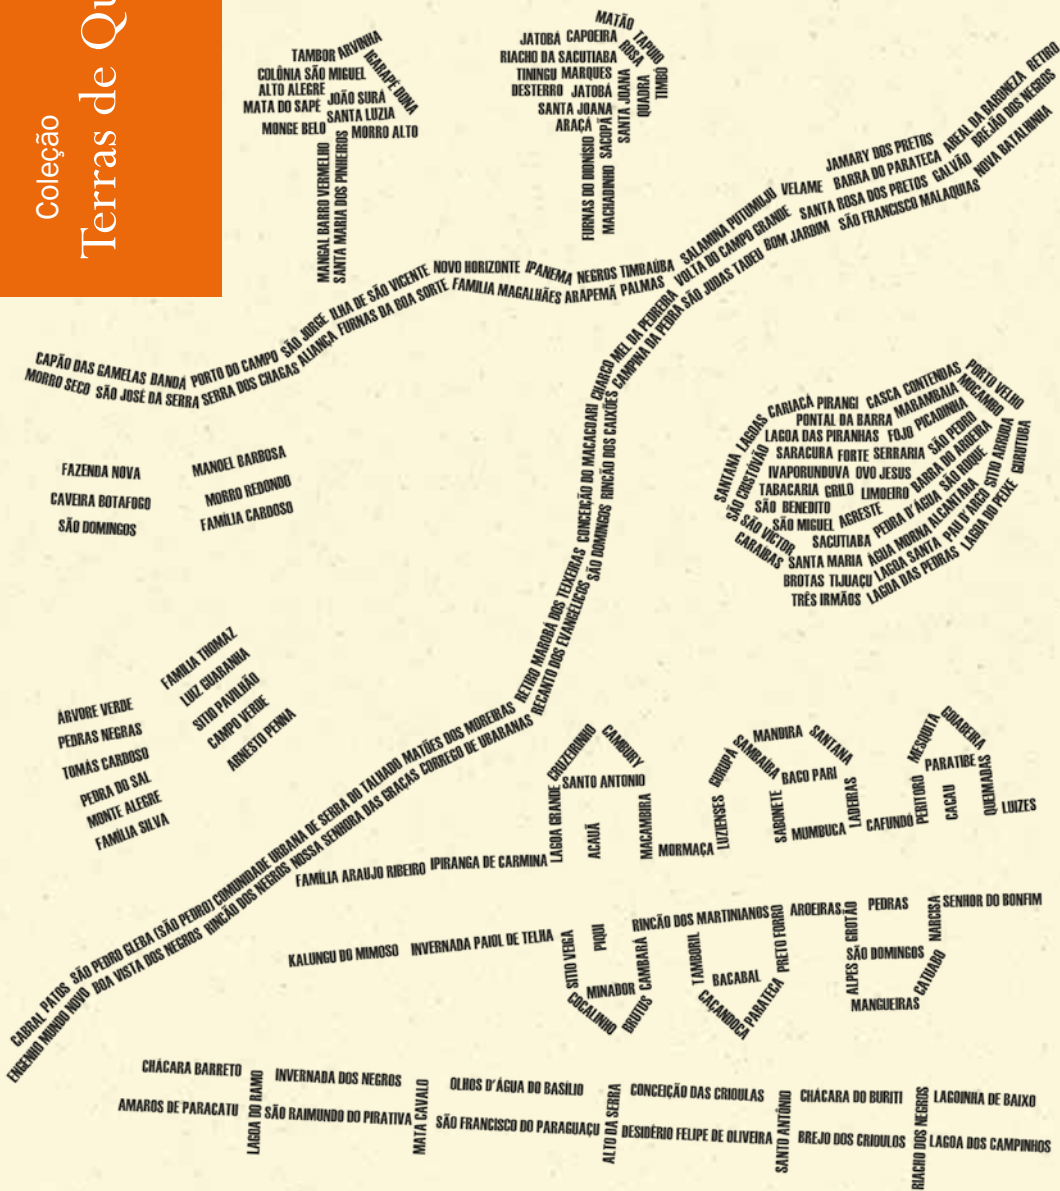 Coleção
Terras de Qu
TAMBOR ARVINHA
IGARAPÉ DONA
COLÔNIA SÃO MIGUEL
ALTO ALEGRE
MATA DO SAPÉ JOÃO SURÁ
SANTA LUZIA
MONGE BELO
MORRO ALTO
MANGAL BARRO VERMELHO
SANTA MARIA DOS PINHEIROS
MATÃO
TAPUIO
JATOBÁ CAPOEIRA
ROSA
RIACHO DA SACUTIABA
TININGU MARQUES
TIMBÓ
DESTERRO JATOBÁ
SANTA JOANA
QUADRA
SANTA JOANA
ARAÇÁ
SACOPÃ
FURNAS DO DIONÍSIO
MACHADINHO
CAPÃO DAS GAMELAS BANDA PORTO DO CAMPO SÃO JORGE ILHA DE SÃO VICENTE NOVO HORIZONTE IPANEMA NEGROS TIMBAÚBA SALAMINA PUTUMUJU VELAME JAMARY DOS PRETOS
BARRA DO PARATECA AREAL DA BARONEZA RETIRO
MORRO SECO SÃO JOSÉ DA SERRA SERRA DOS CHAGAS ALIANÇA FURNAS DA BOA SORTE FAMILIA MAGALHÃES ARAPEMÃ PALMAS
VOLTA DO CAMPO GRANDE SANTA ROSA DOS PRETOS GALVÃO BREJÃO DOS NEGROS
SÃO JUDAS TADEU BOM JARDIM SÃO FRANCISCO MALAQUIAS NOVA BATALHINHA
CABRAL PATOS SÃO PEDRO GLEBA (SÃO PEDRO) COMUNIDADE URBANA DE SERRA DO TALHADO MATÕES DOS MOREIRAS RETIRO MAROBÁ DOS TEIXEIRAS CONCEIÇÃO DO MACACOARI CHARCO MEL DA PEDREIRA
ENGENHO MUNDO NOVO BOA VISTA DOS NEGROS RINCÃO DOS NEGROS NOSSA SENHORA DAS GRAÇAS CORREGO DE UBARANAS RECANTO DOS EVANGÉLICOS SÃO DOMINGOS RINCÃO DOS CAIXÕES CAMPINA DA PEDRA
FAZENDA NOVA
CAVEIRA BOTAFOGO
SÃO DOMINGOS
MANOEL BARBOSA
MORRO REDONDO
FAMÍLIA CARDOSO
SANTANA LAGOAS CARIAÇÁ PIRANGI CASCA CONTENDAS PORTO VELHO
PONTAL DA BARRA MARAMBAIA MOCAMBO
LAGOA DAS PIRANHAS FOJO PICADINHA
SÃO CRISTÓVÃO
SARACURA FORTE SERRARIA SÃO PEDRO
IVAPORUNDUVA OVO JESUS BARRA DO AROEIRA
TABACARIA GRILO LIMOEIRO SÃO ROQUE SITIO ARRUDA
SÃO BENEDITO
SÃO MIGUEL AGRESTE PEDRA D'ÁGUA
SÃO VÍCTOR
SACUTIABA
CARAIBAS SANTA MARIA ÁGUA MORNA ALCANTARA
BROTAS TIJUAÇU LAGOA SANTA PAU D'ARCO
TRÊS IRMÃOS LAGOA DAS PEDRAS LAGOA DO PEIXE GURUTUBA
ÁRVORE VERDE
PEDRAS NEGRAS
TOMÁS CARDOSO
PEDRA DO SAL
MONTE ALEGRE
FAMÍLIA SILVA
FAMILIA THOMAZ
LUIZ GUARANHA
SITIO PAVILHÃO
CAMPO VERDE
ARNESTO PENNA
CRUZEIRINHO
CAMBURY
SANTO ANTONIO
LAGOA GRANDE
ACAUÃ
MACAMBIRA
FAMÍLIA ARAUJO RIBEIRO IPIRANGA DE CARMINA
MORMAÇA
LUZIENSES
GURUPÁ
SAMBAÍBA
MANDIRA
SANTANA
BACO PARI
SABONETE
MUMBUCA
LADEIRAS
CAFUNDÓ
PERITORÓ
MESQUITA
GUABEIRA
PARATIBE
CACAU
QUEIMADAS
LUIZES
KALUNGU DO MIMOSO INVERNADA PAIOL DE TELHA
SITIO VEIGA
PIQUI
MINADOR
COCALINHO
BRUTUS
CAMBARÁ
RINCÃO DOS MARTINIANOS
TAMBORIL
BACABAL
CAÇANDOCA
PARATECA
PRETO FORRO
AROEIRAS
GROTÃO
ALPES
PEDRAS
SÃO DOMINGOS
MANGUEIRAS
CATUABO
NARCISA
SENHOR DO BONFIM
CHÁCARA BARRETO
AMAROS DE PARACATU
LAGOA DO RAMO
INVERNADA DOS NEGROS
SÃO RAIMUNDO DO PIRATIVA
MATA CAVALO
OLHOS D'ÁGUA DO BASÍLIO
SÃO FRANCISCO DO PARAGUAÇU
ALTO DA SERRA
CONCEIÇÃO DAS CRIOULAS
DESIDÉRIO FELIPE DE OLIVEIRA
SANTO ANTÔNIO
CHÁCARA DO BURITI
BREJO DOS CRIOULOS
RIACHO DOS NEGROS
LAGOINHA DE BAIXO
LAGOA DOS CAMPINHOS